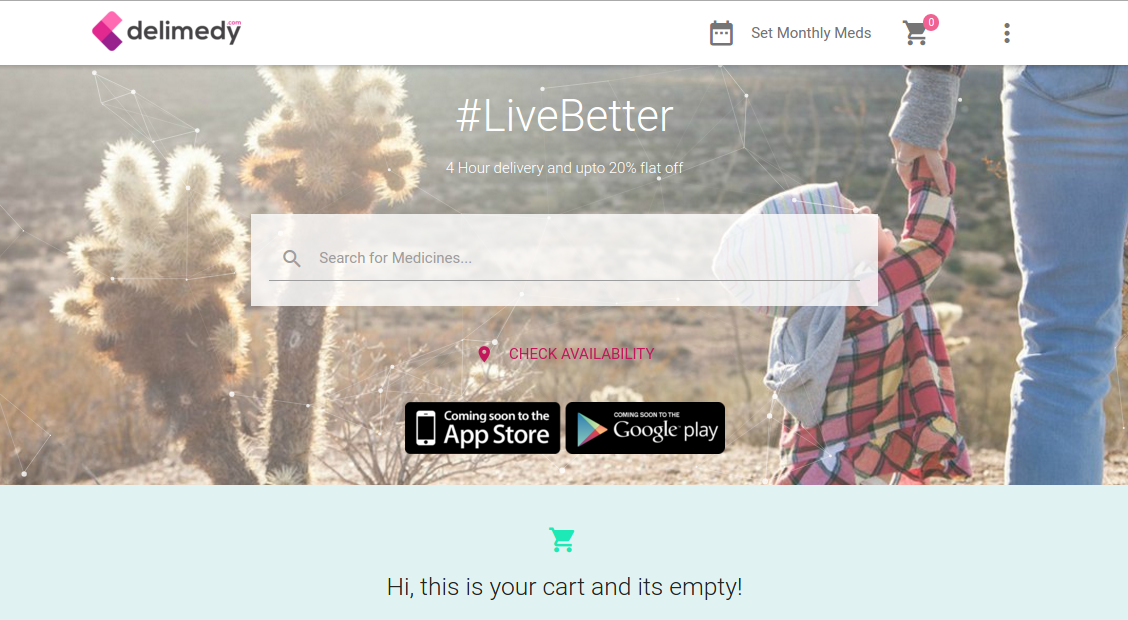 delimedy.com
Set Monthly Meds
0
#LiveBetter
4 Hour delivery and upto 20% flat off
Search for Medicines...
CHECK AVAILABILITY
Coming soon to the
App Store
COMING SOON TO THE
Google play
Hi, this is your cart and its empty!